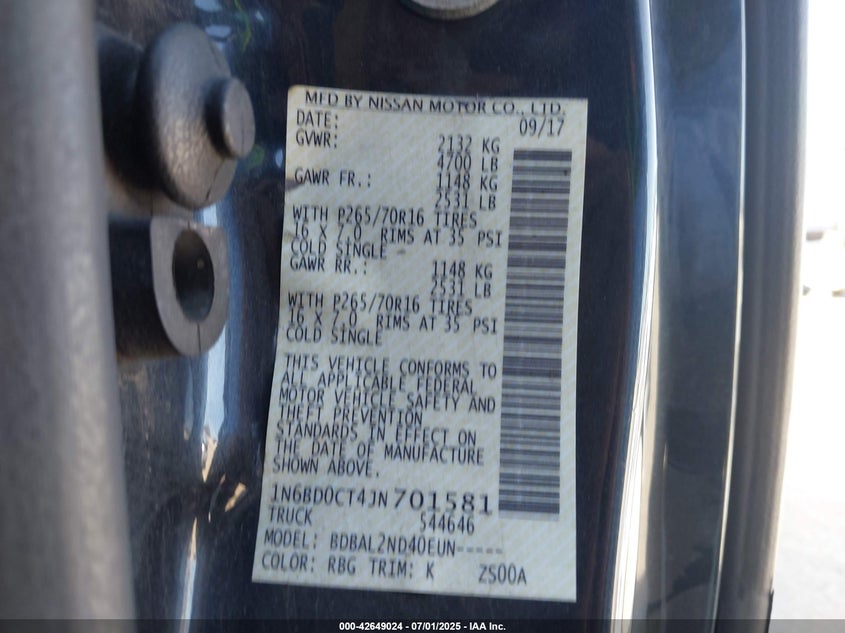 MFD BY NISSAN MOTOR CO., LTD.
DATE: 09/17
GVWR: 2132 KG
4700 LB
GAWR FR.: 1148 KG
2531 LB
WITH P265/70R16 TIRES
16 X 7.0 RIMS AT 35 PSI
COLD SINGLE
GAWR RR.: 1148 KG
2531 LB
WITH P265/70R16 TIRES
16 X 7.0 RIMS AT 35 PSI
COLD SINGLE
THIS VEHICLE CONFORMS TO
ALL APPLICABLE FEDERAL
MOTOR VEHICLE SAFETY AND
THEFT PREVENTION
STANDARDS IN EFFECT ON
THE DATE OF MANUFACTURE
SHOWN ABOVE.
1N6BD0CT4JN701581
TRUCK 544646
MODEL: BDBAL2ND40EUN-----
COLOR: RBG TRIM: K ZS00A
000-42649024 - 07/01/2025 - IAA Inc.